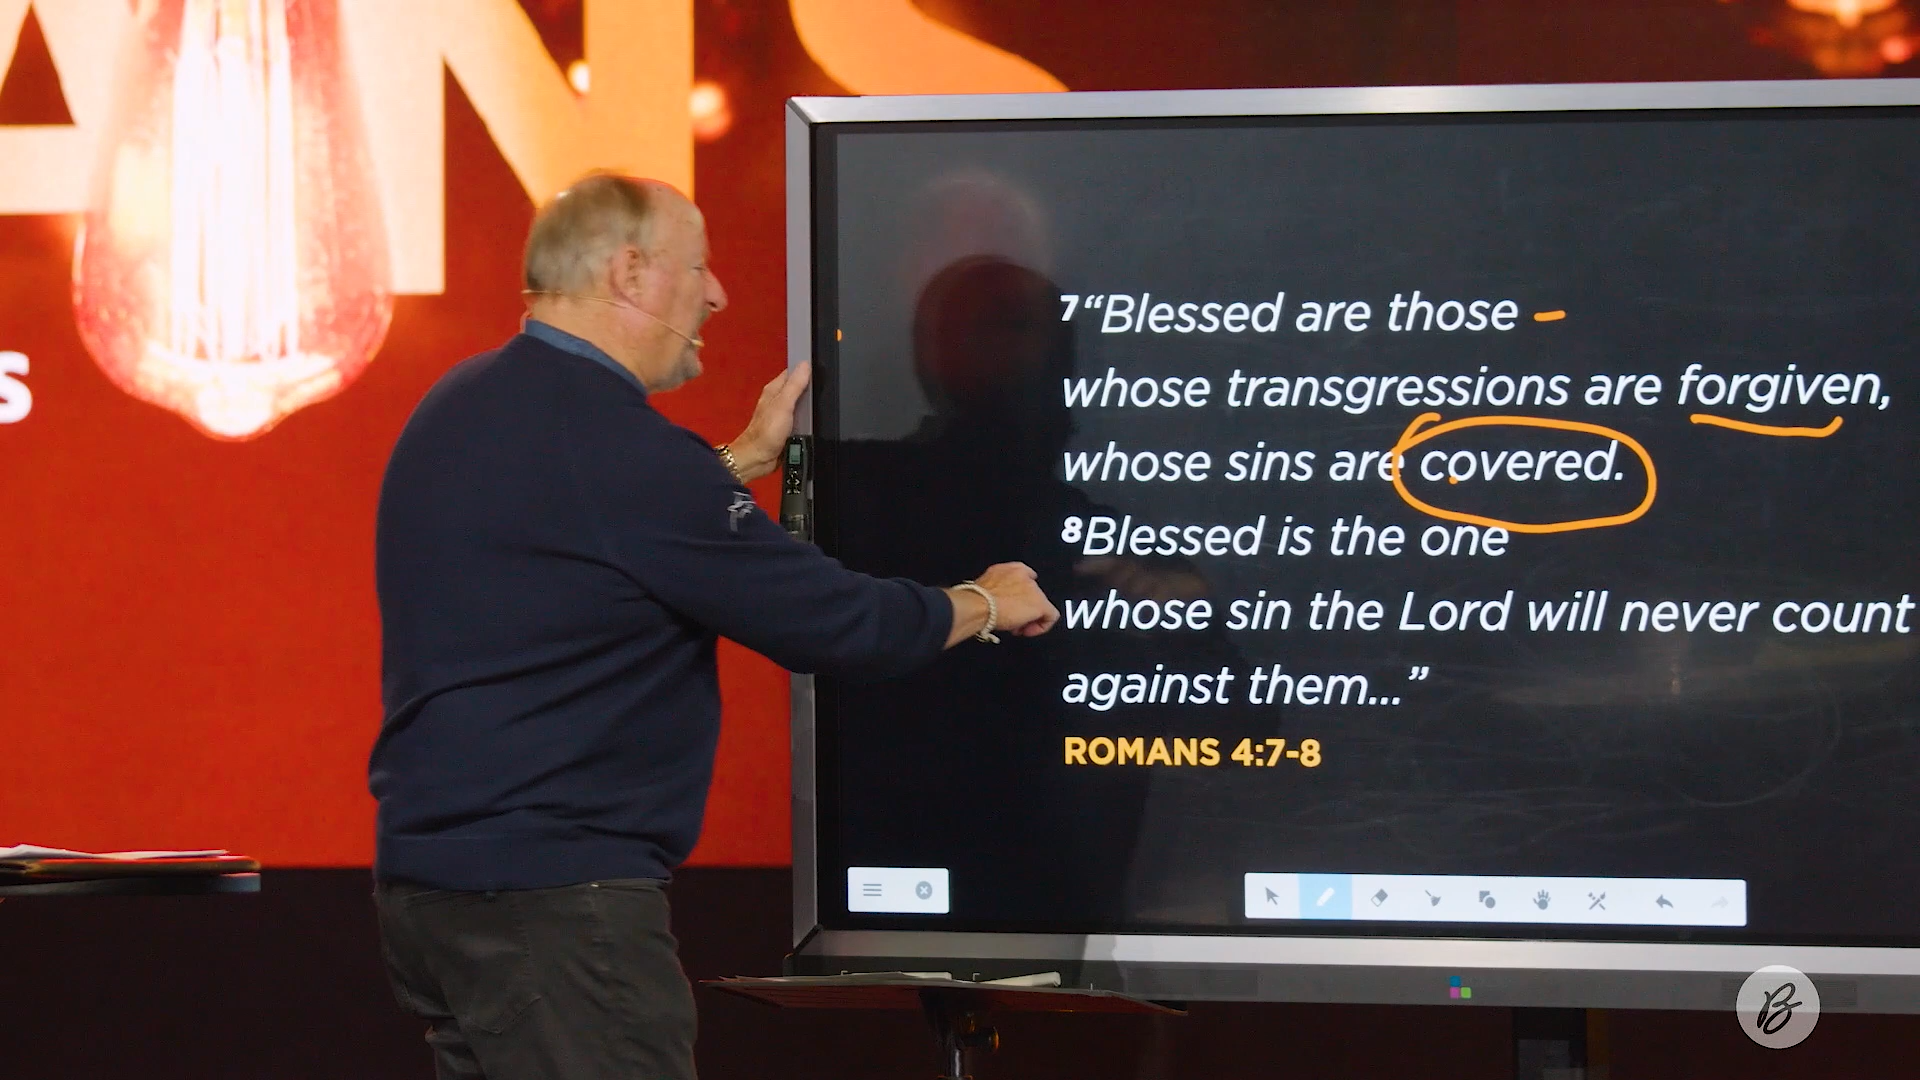 ANS
s
7“Blessed are those
whose transgressions are forgiven,
whose sins are covered.
8Blessed is the one
whose sin the Lord will never count
against them...”
ROMANS 4:7-8
B